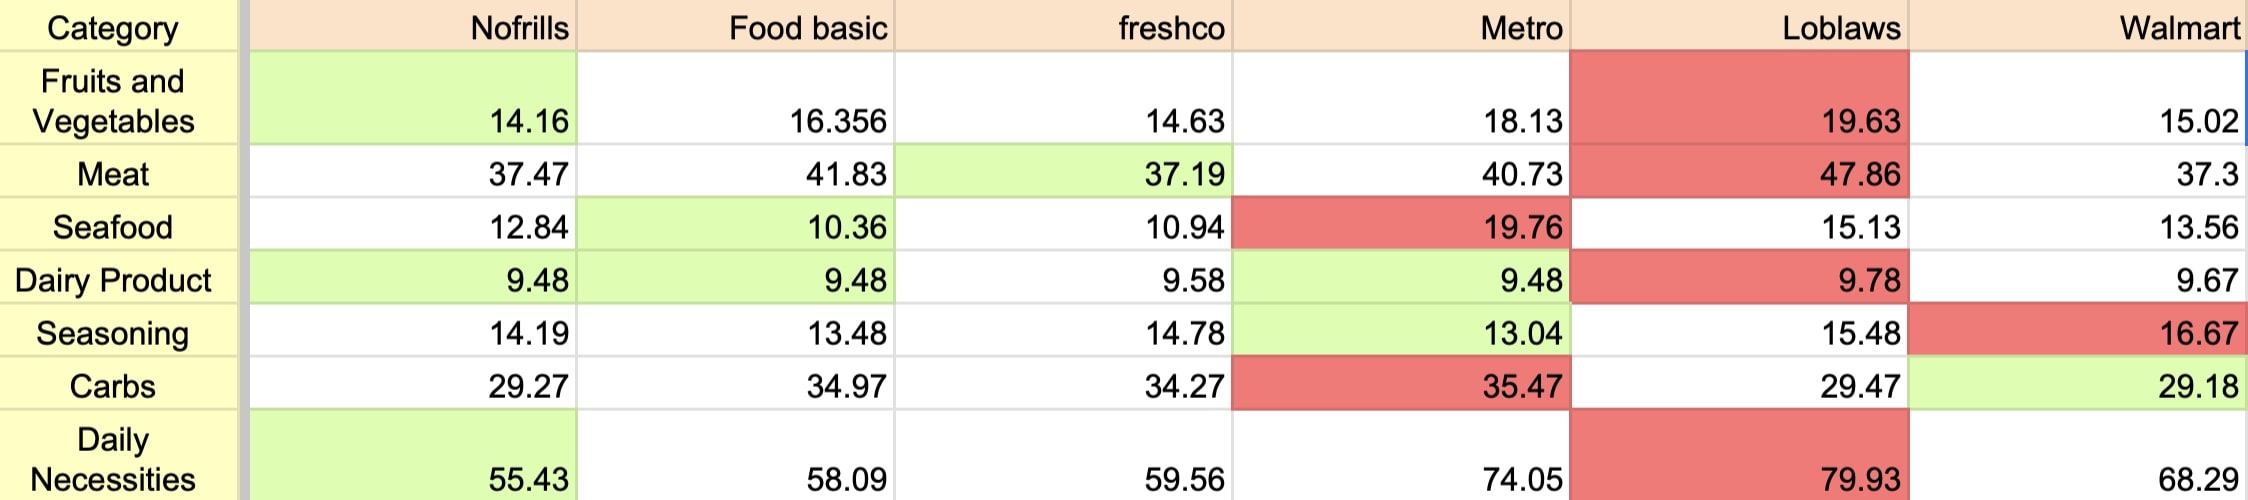 Category Nofrills Food basic freshco Metro Loblaws Walmart
Fruits and
Vegetables 14.16 16.356 14.63 18.13 19.63 15.02
Meat 37.47 41.83 37.19 40.73 47.86 37.3
Seafood 12.84 10.36 10.94 19.76 15.13 13.56
Dairy Product 9.48 9.48 9.58 9.48 9.78 9.67
Seasoning 14.19 13.48 14.78 13.04 15.48 16.67
Carbs 29.27 34.97 34.27 35.47 29.47 29.18
Daily
Necessities 55.43 58.09 59.56 74.05 79.93 68.29